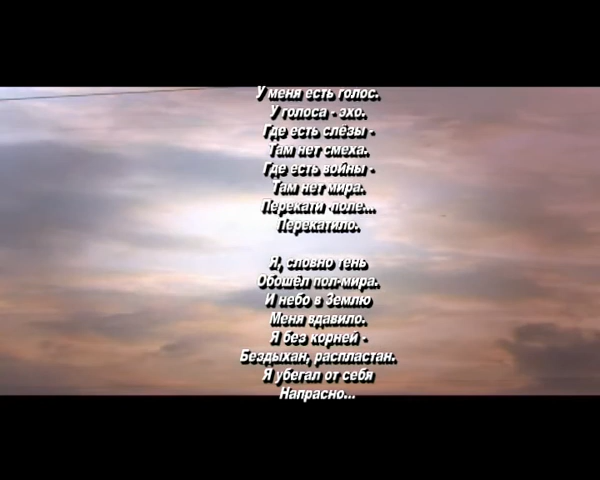 У меня есть голос.
У голоса - эхо.
Где есть слёзы -
Там нет смеха.
Где есть войны -
Там нет мира.
Перекати -поле...
Перекатило.
Я, словно тень
Обошёл пол-мира.
И небо в Землю
Меня вдавило.
Я без корней -
Бездыхан, распластан.
Я убегал от себя
Напрасно...